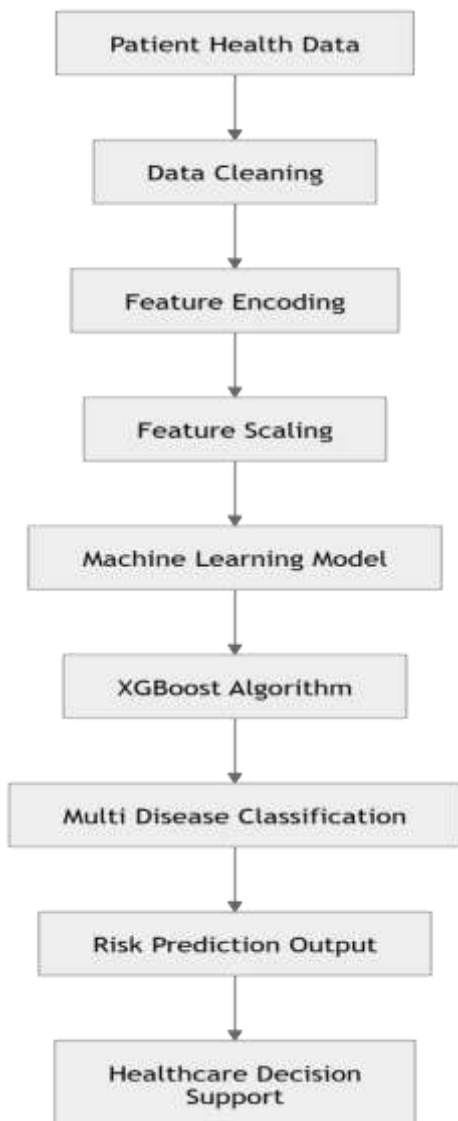 Patient Health Data
Data Cleaning
Feature Encoding
Feature Scaling
Machine Learning Model
XGBoost Algorithm
Multi Disease Classification
Risk Prediction Output
Healthcare Decision
Support